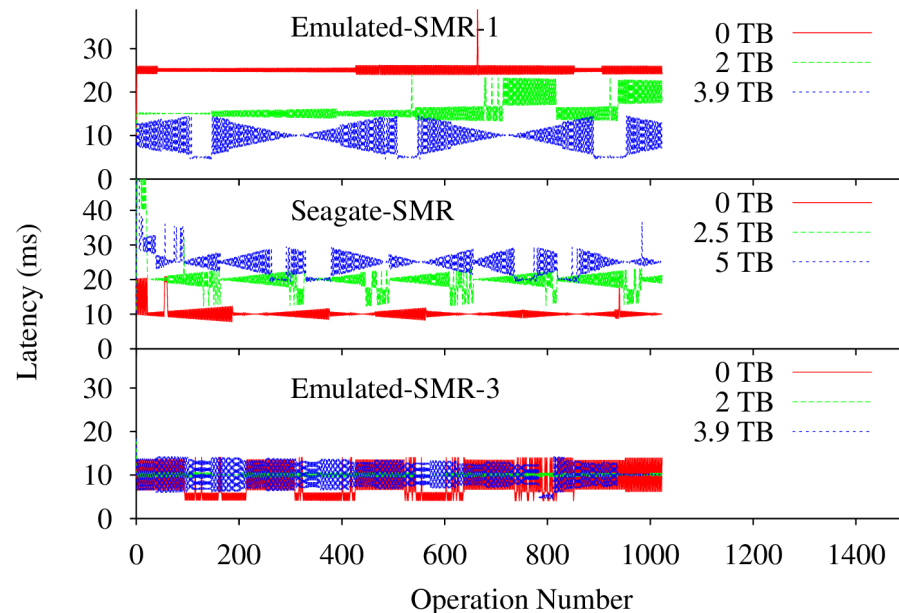 Emulated-SMR-1
0 TB
2 TB
3.9 TB
30
20
10
0
Seagate-SMR
0 TB
2.5 TB
5 TB
40
30
20
10
0
Emulated-SMR-3
0 TB
2 TB
3.9 TB
30
20
10
0
Latency (ms)
0 200 400 600 800 1000 1200 1400
Operation Number